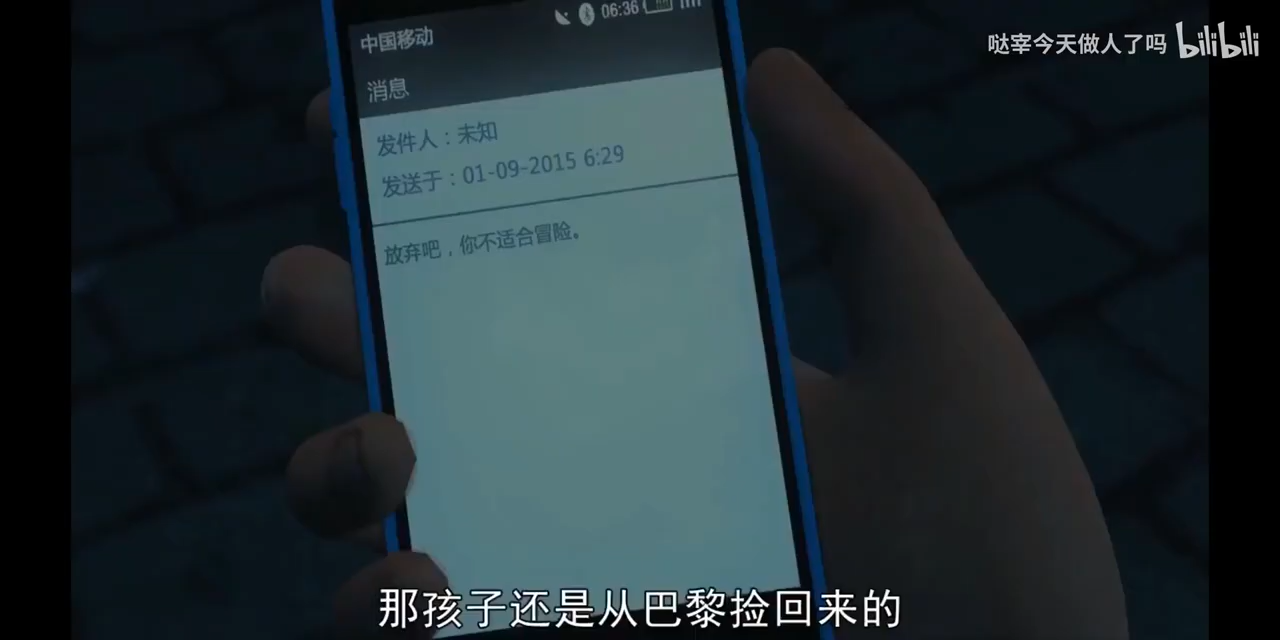 哒宰今天做人了吗 bilibili
06:36
中国移动
消息
发件人：未知
发送于：01-09-2015 6:29
放弃吧，你不适合冒险。
那孩子还是从巴黎捡回来的